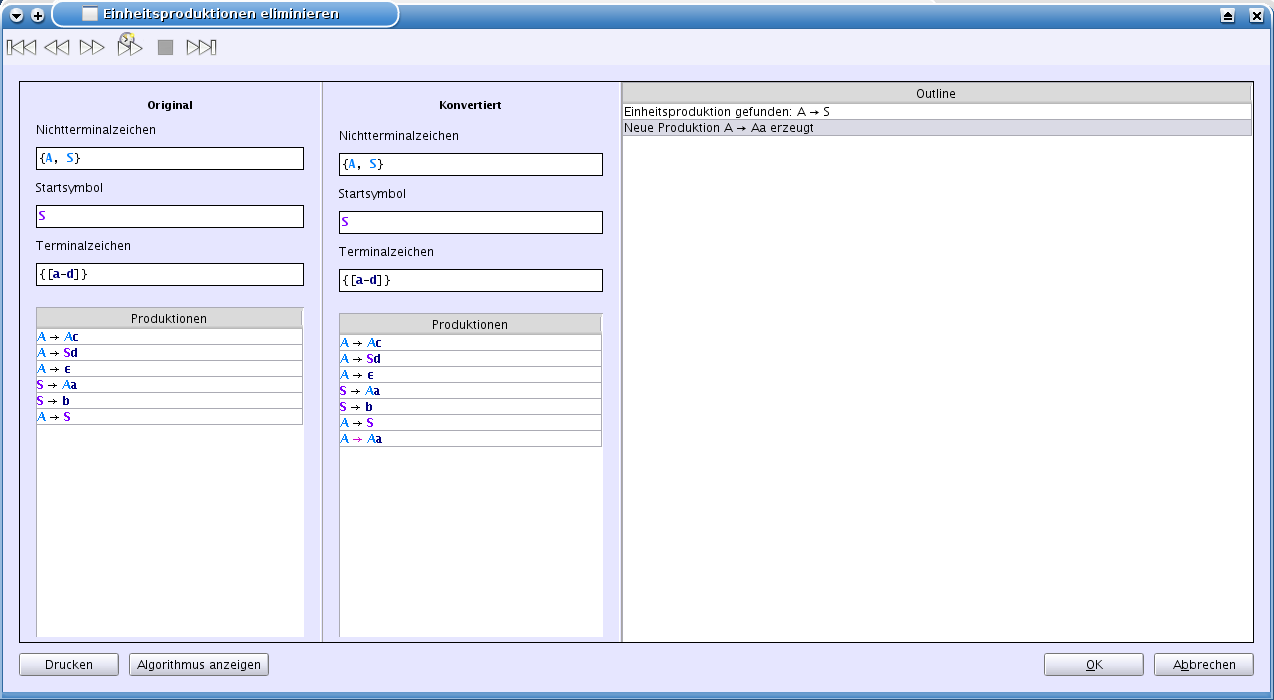 Einheitsproduktionen eliminieren
Original
Nichtterminalzeichen
{A, S}
Startsymbol
S
Terminalzeichen
{[a-d]}
Produktionen
A → Ac
A → Sd
A → ϵ
S → Aa
S → b
A → S
Konvertiert
Nichtterminalzeichen
{A, S}
Startsymbol
S
Terminalzeichen
{[a-d]}
Produktionen
A → Ac
A → Sd
A → ϵ
S → Aa
S → b
A → S
A → Aa
Outline
Einheitsproduktion gefunden: A → S
Neue Produktion A → Aa erzeugt
Drucken
Algorithmus anzeigen
OK
Abbrechen